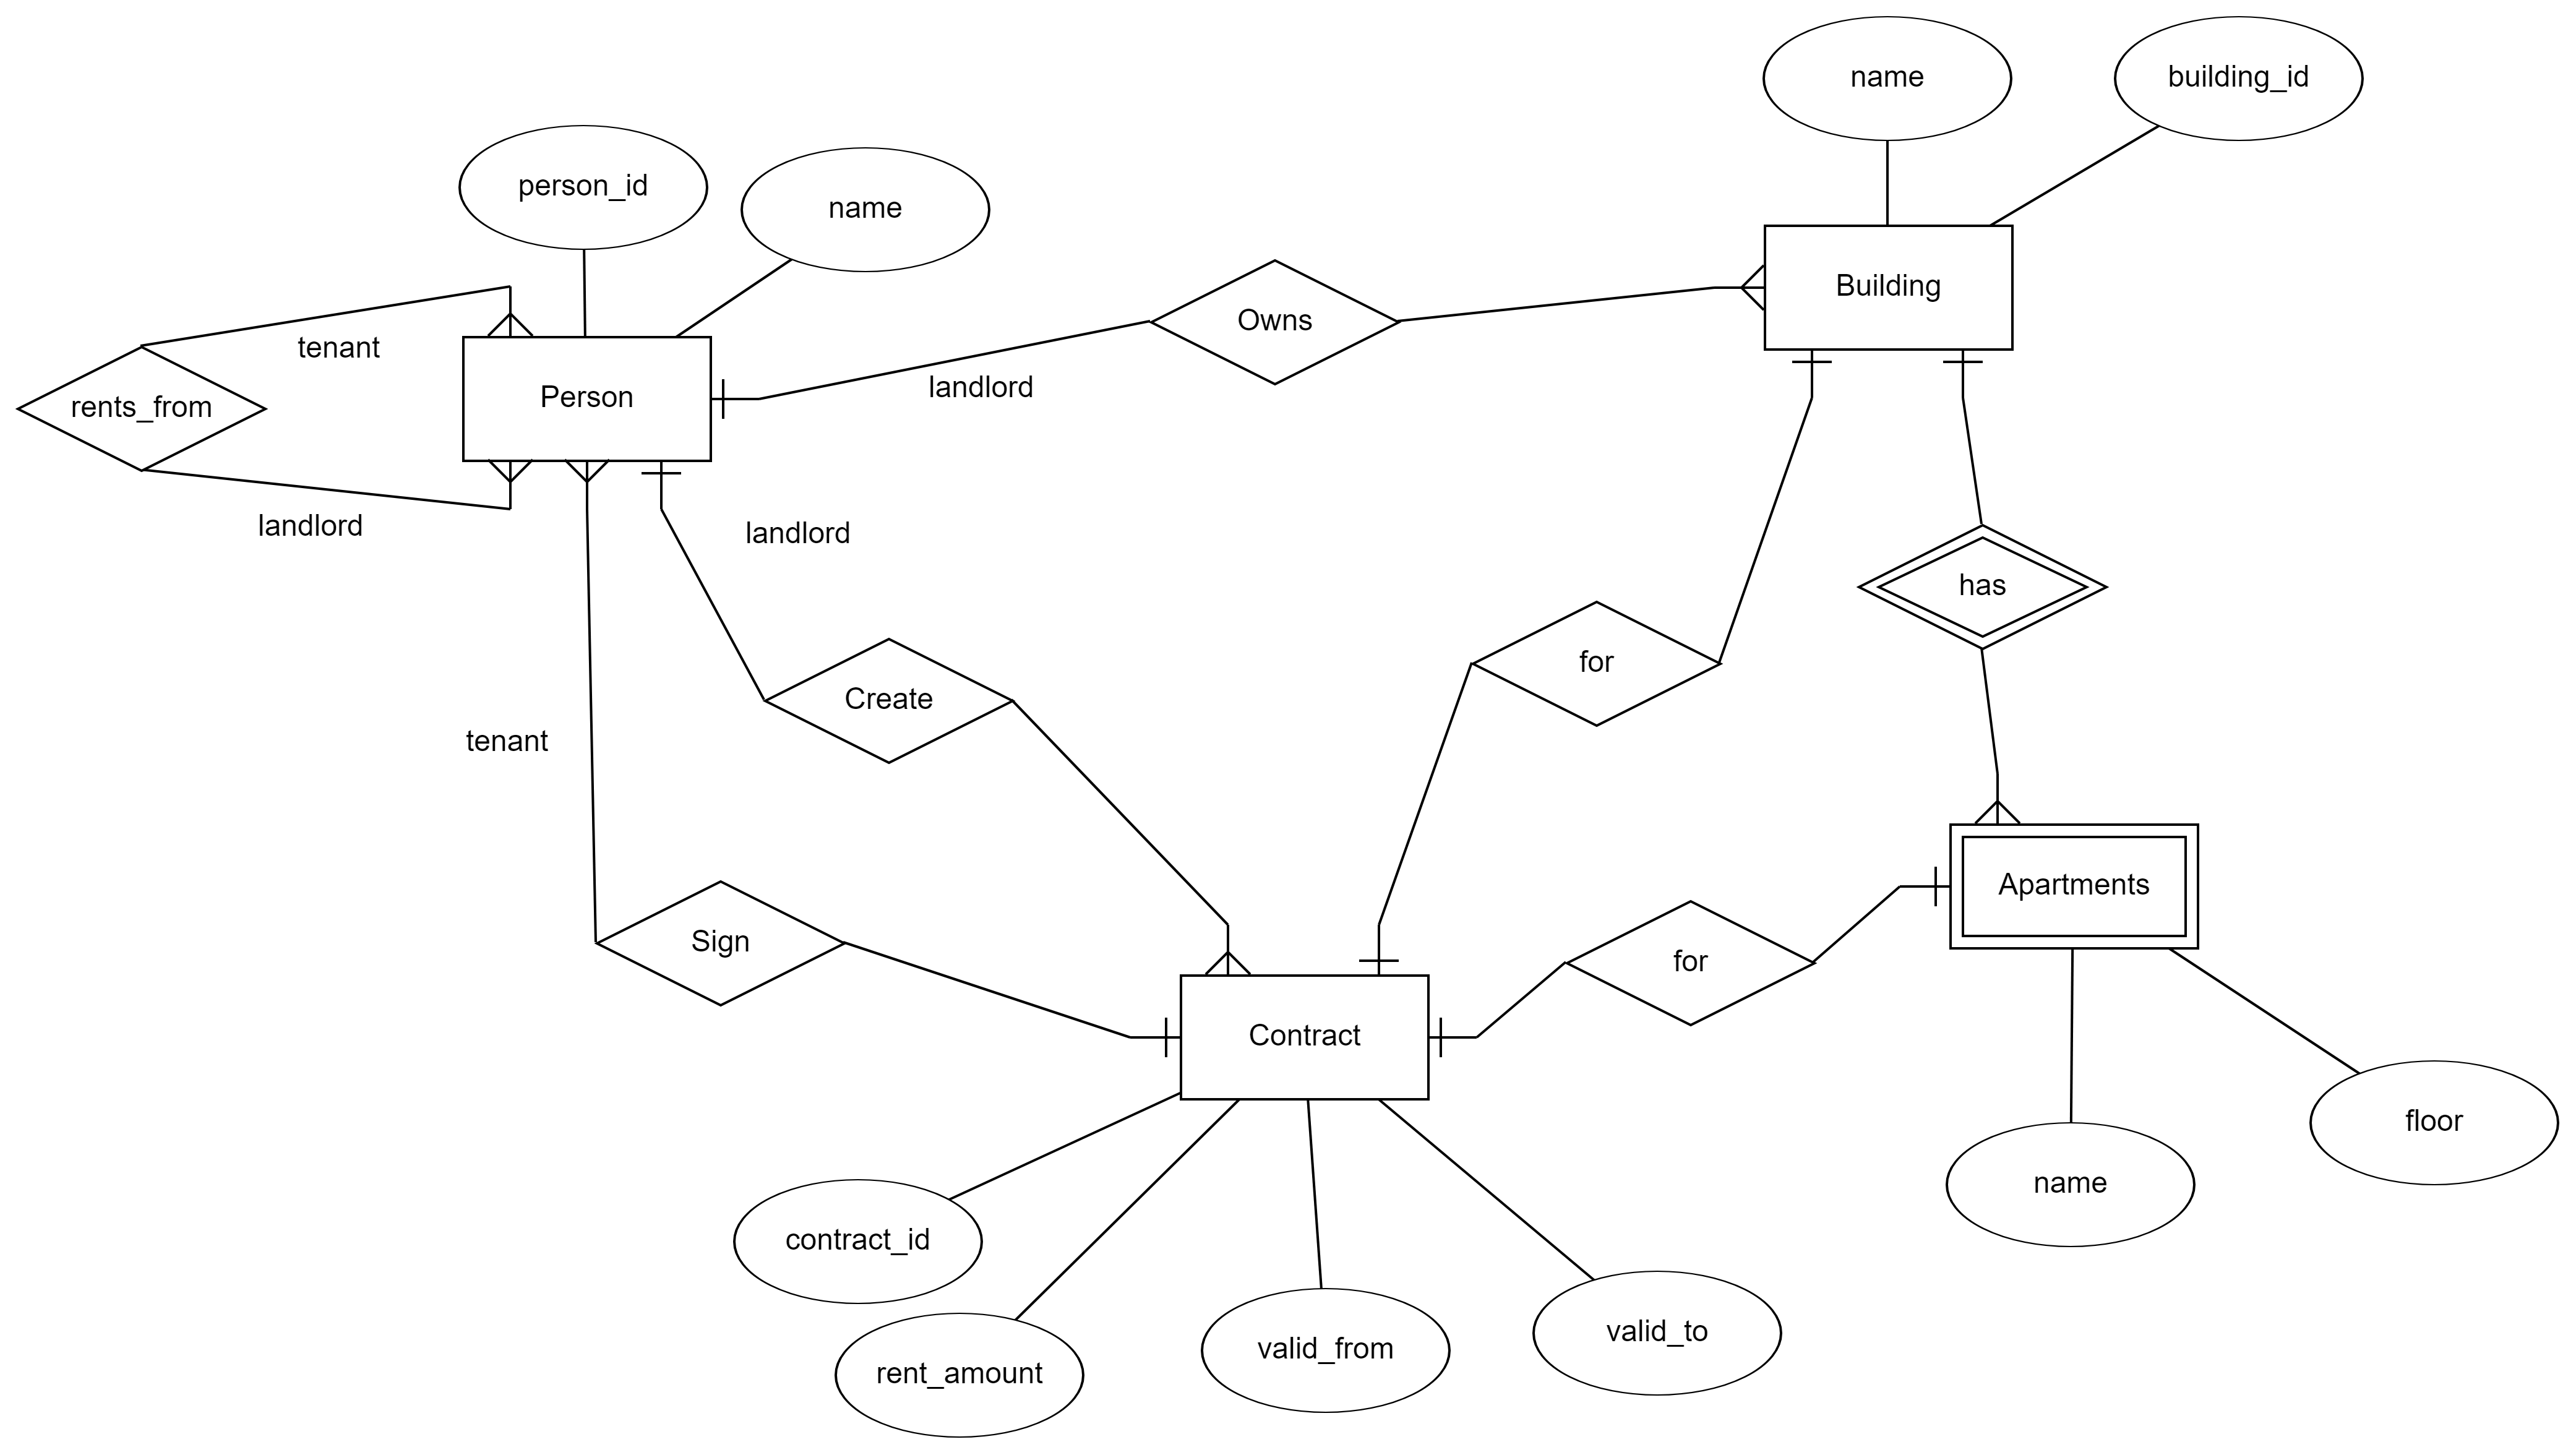 name
building_id
person_id
name
Building
Owns
tenant
Person
landlord
rents_from
landlord
landlord
has
for
Create
tenant
Apartments
Sign
for
Contract
floor
name
contract_id
valid_to
valid_from
rent_amount